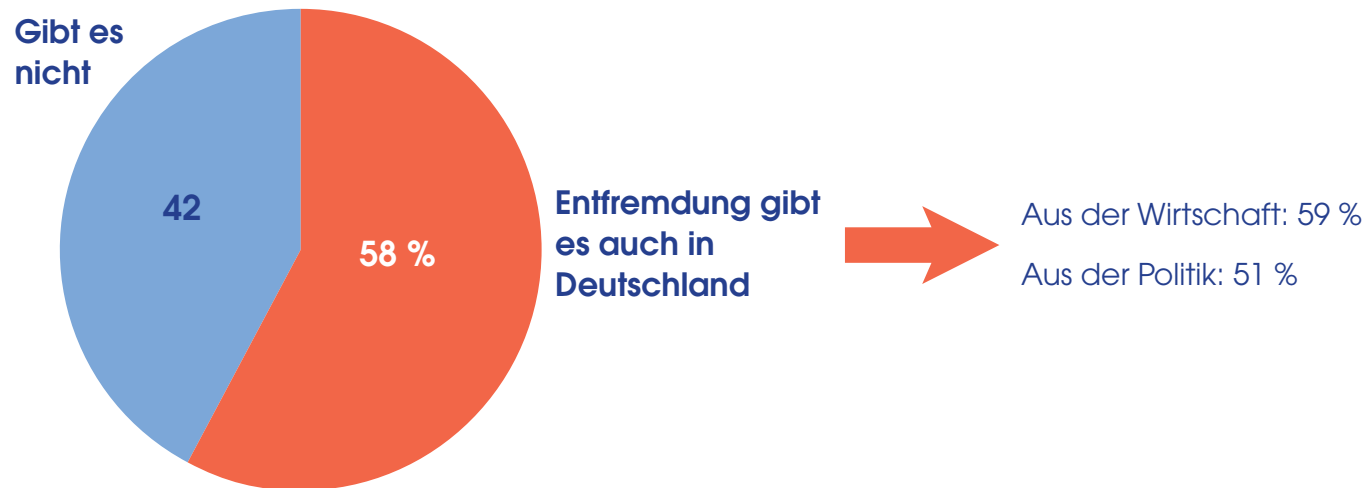 Gibt es
nicht
42
58 %
Entfremdung gibt
es auch in
Deutschland
Aus der Wirtschaft: 59 %
Aus der Politik: 51 %